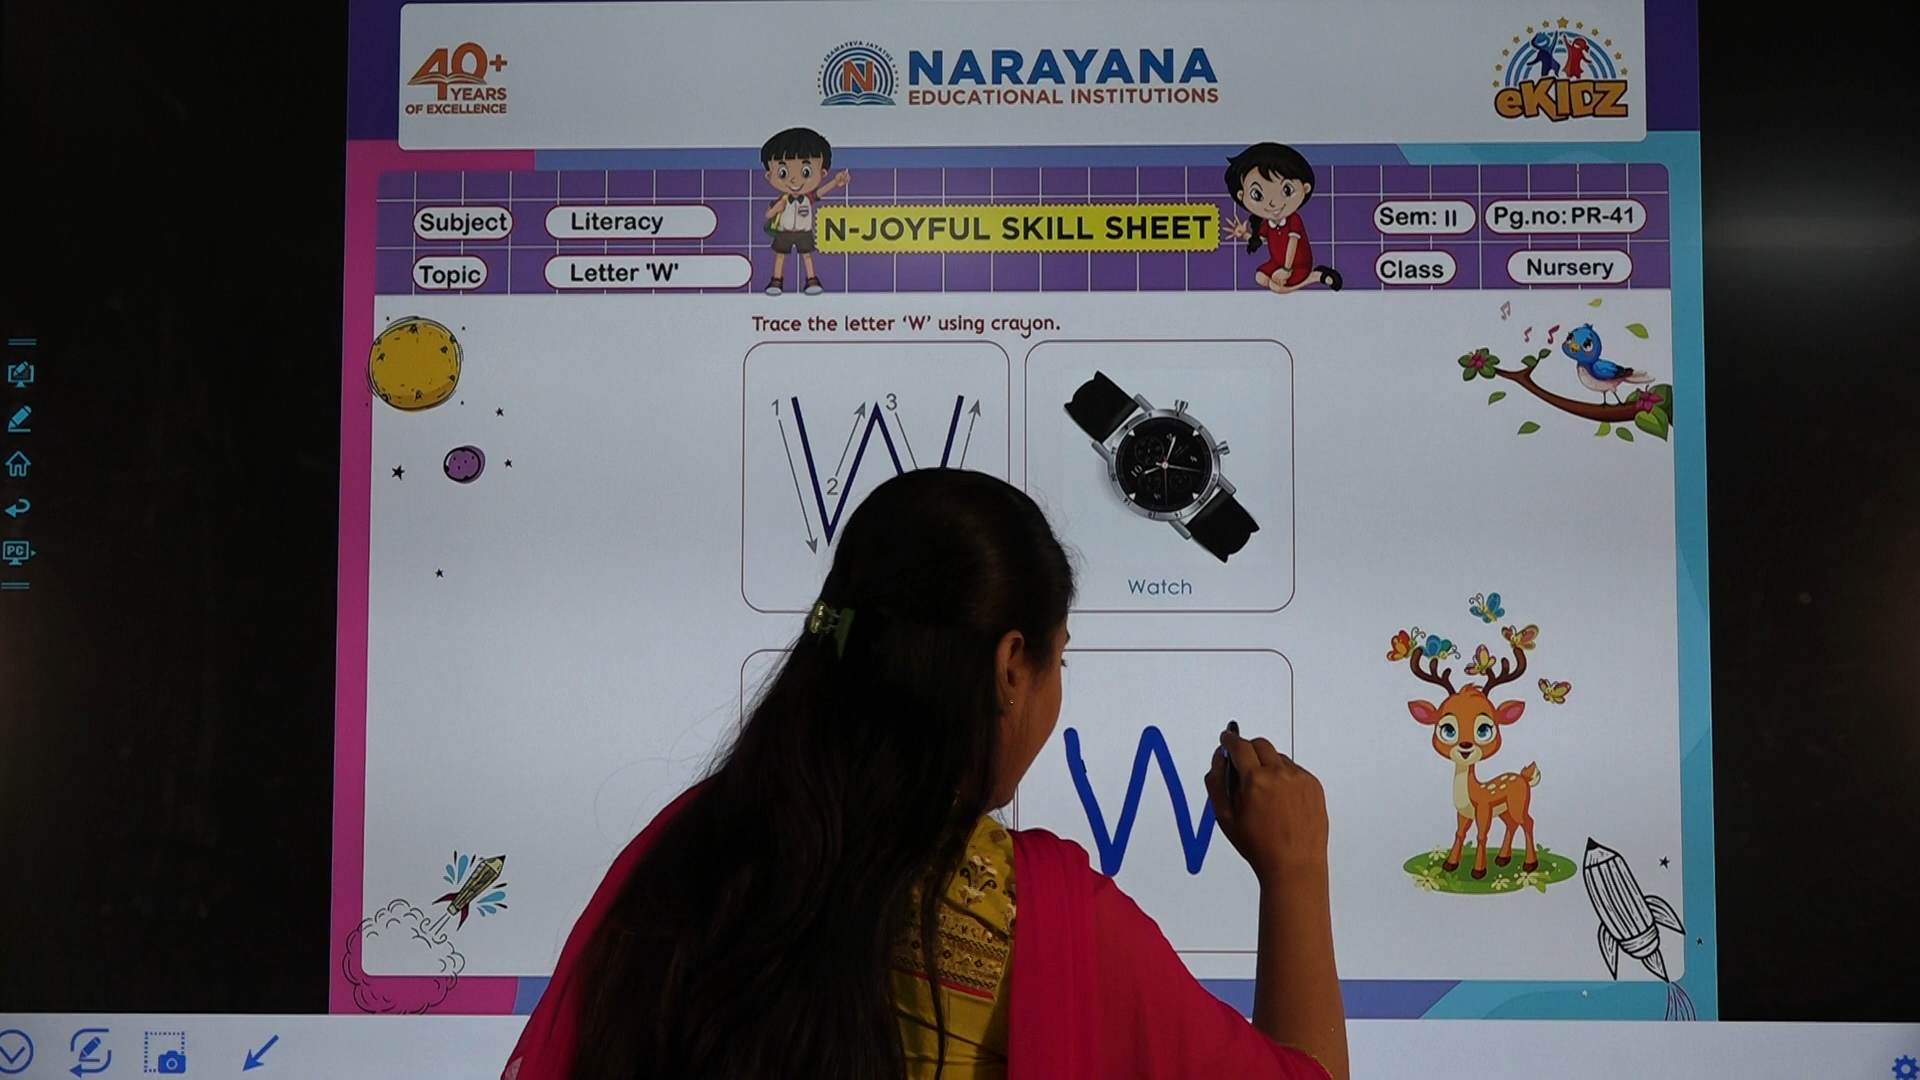 40+
YEARS
OF EXCELLENCE
N
NARAYANA
EDUCATIONAL INSTITUTIONS
eKIDZ
Subject
Literacy
Topic
Letter 'W'
N-JOYFUL SKILL SHEET
Sem: II
Pg.no: PR-41
Class
Nursery
Trace the letter ‘W’ using crayon.
1
2
3
W
Watch
W
PC